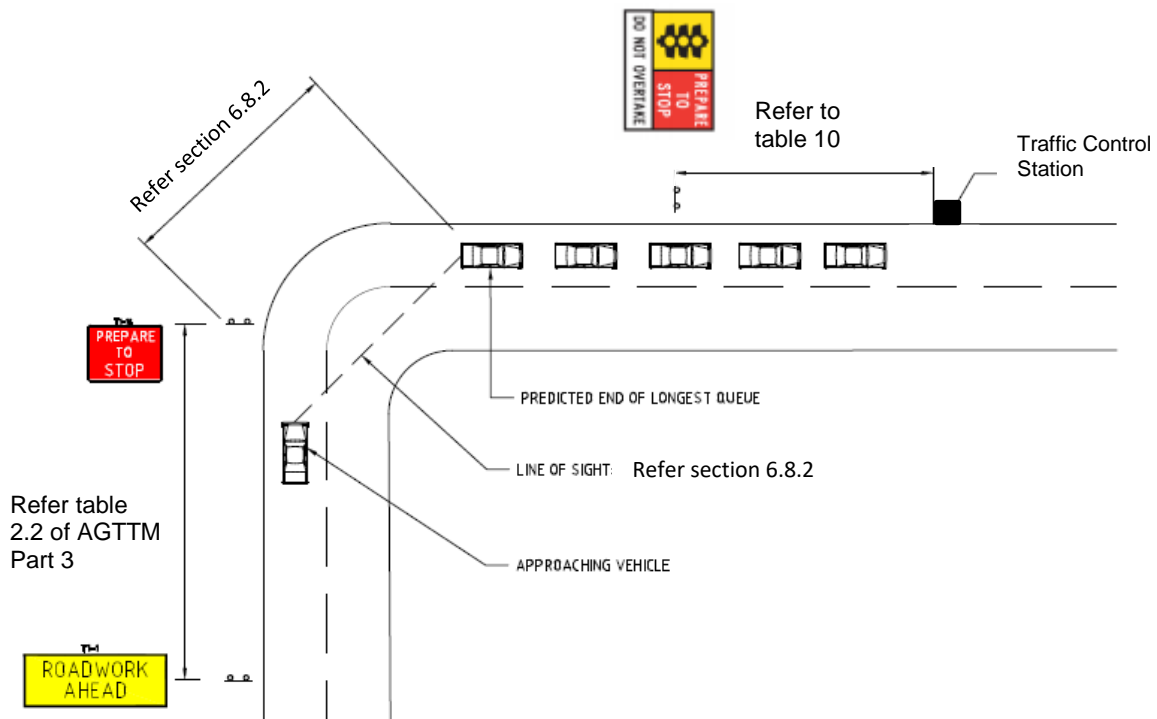 DO NOT OVERTAKE
PREPARE
TO
STOP
Refer section 6.8.2
Refer to
table 10
Traffic Control
Station
PREPARE
TO
STOP
PREDICTED END OF LONGEST QUEUE
LINE OF SIGHT: Refer section 6.8.2
Refer table
2.2 of AGTTM
Part 3
APPROACHING VEHICLE
T1-1
ROADWORK
AHEAD